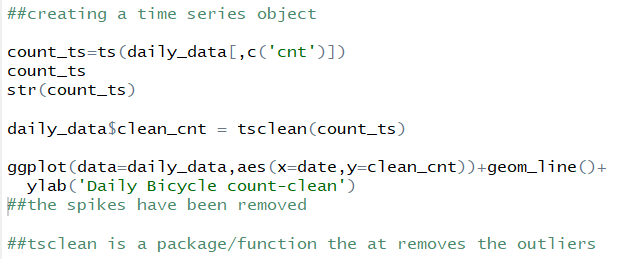 ##creating a time series object
count_ts=ts(daily_data[,c('cnt')])
count_ts
str(count_ts)
daily_data$clean_cnt = tsclean(count_ts)
ggplot(data=daily_data,aes(x=date,y=clean_cnt))+geom_line()+
ylab('Daily Bicycle count-clean')
##the spikes have been removed
##tsclean is a package/function the at removes the outliers